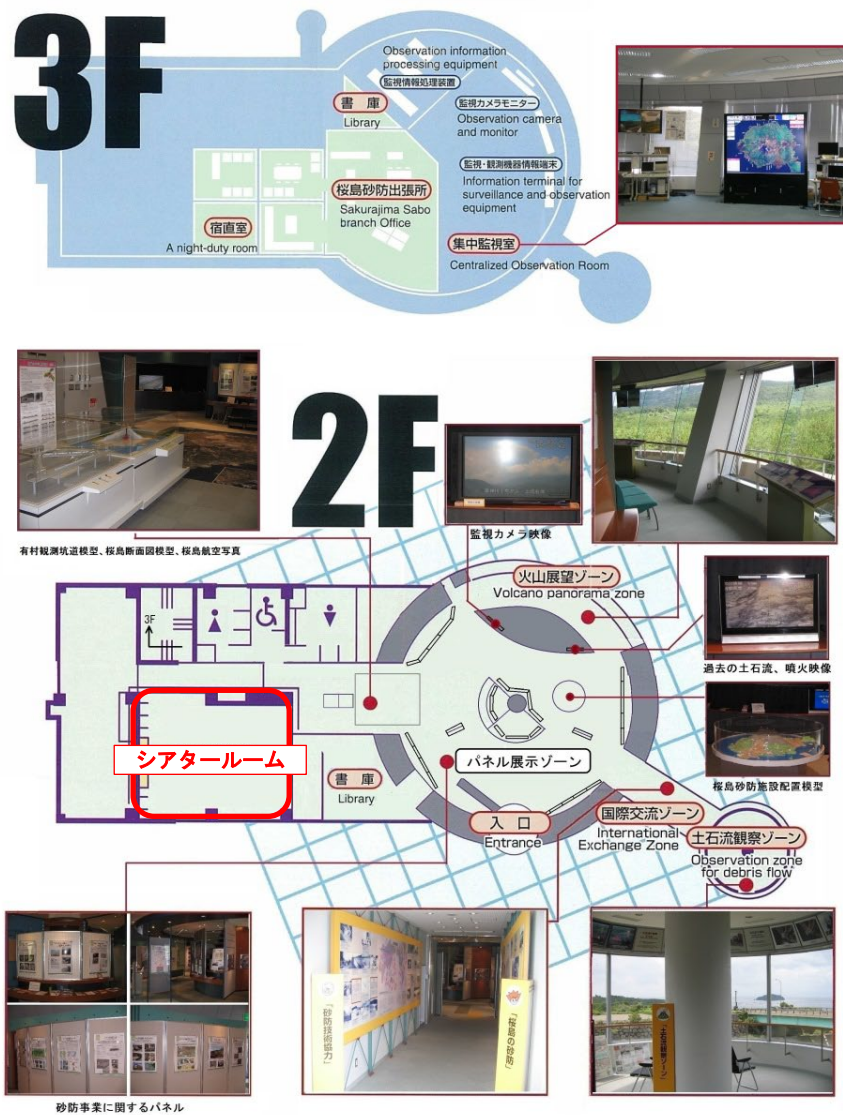 3F
Observation information
processing equipment
監視情報処理装置
書庫
Library
監視カメラモニター
Observation camera
and monitor
監視・観測機器情報端末
Information terminal for
surveillance and observation
equipment
桜島砂防出張所
Sakurajima Sabo
branch Office
宿直室
A night-duty room
集中監視室
Centralized Observation Room
2F
有村観測坑道模型、桜島断面図模型、桜島航空写真
監視カメラ映像
火山展望ゾーン
Volcano panorama zone
過去の土石流、噴火映像
3F
桜島砂防施設配置模型
シアタールーム
書庫
Library
パネル展示ゾーン
入口
Entrance
国際交流ゾーン
International
Exchange Zone
土石流観察ゾーン
Observation zone
for debris flow
「砂防技術協力」
「桜島の砂防」
「土石流観察ゾーン」
砂防事業に関するパネル